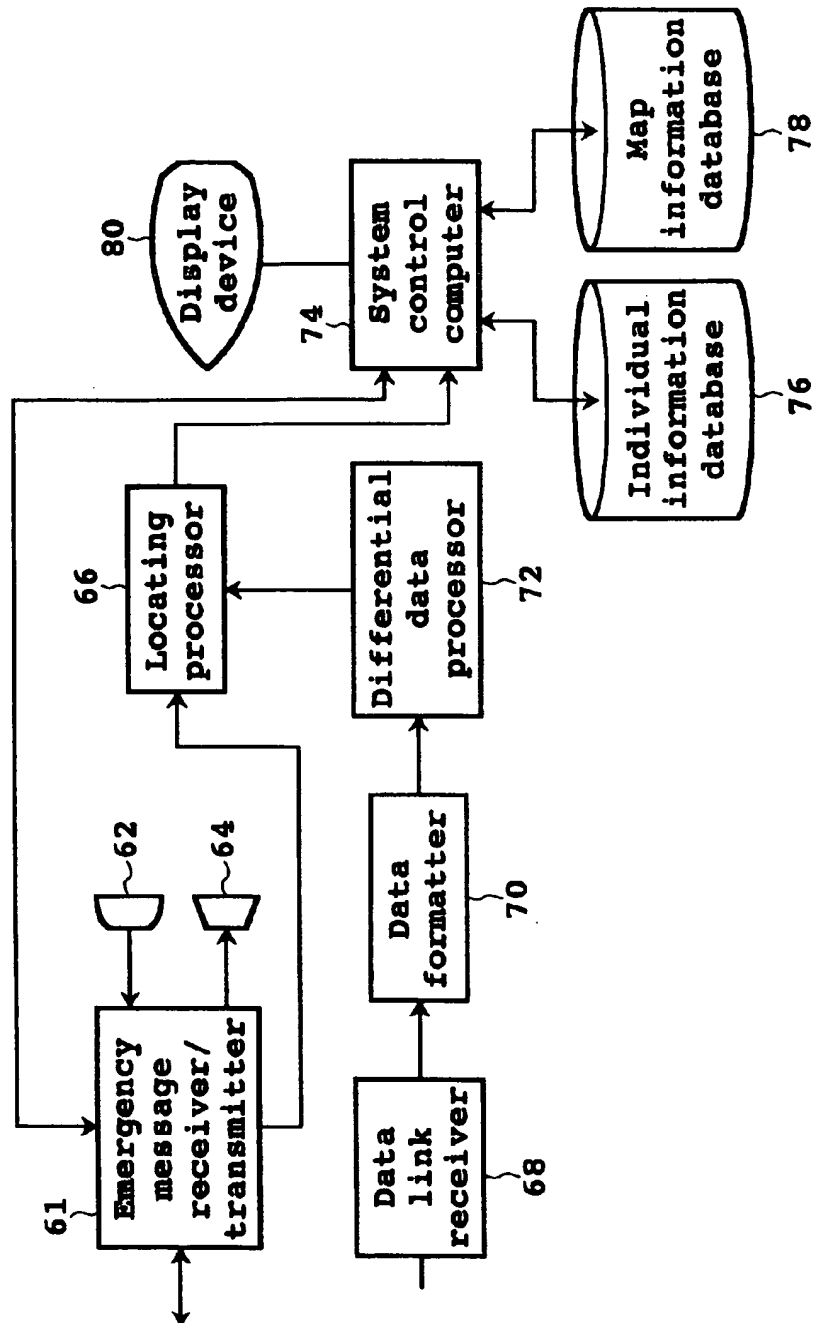 61
Emergency
message
receiver/
transmitter
62
64
66
Locating
processor
80
Display
device
74
System
control
computer
Data
link
receiver
68
Data
formatter
70
Differential
data
processor
72
Individual
information
database
76
Map
information
database
78